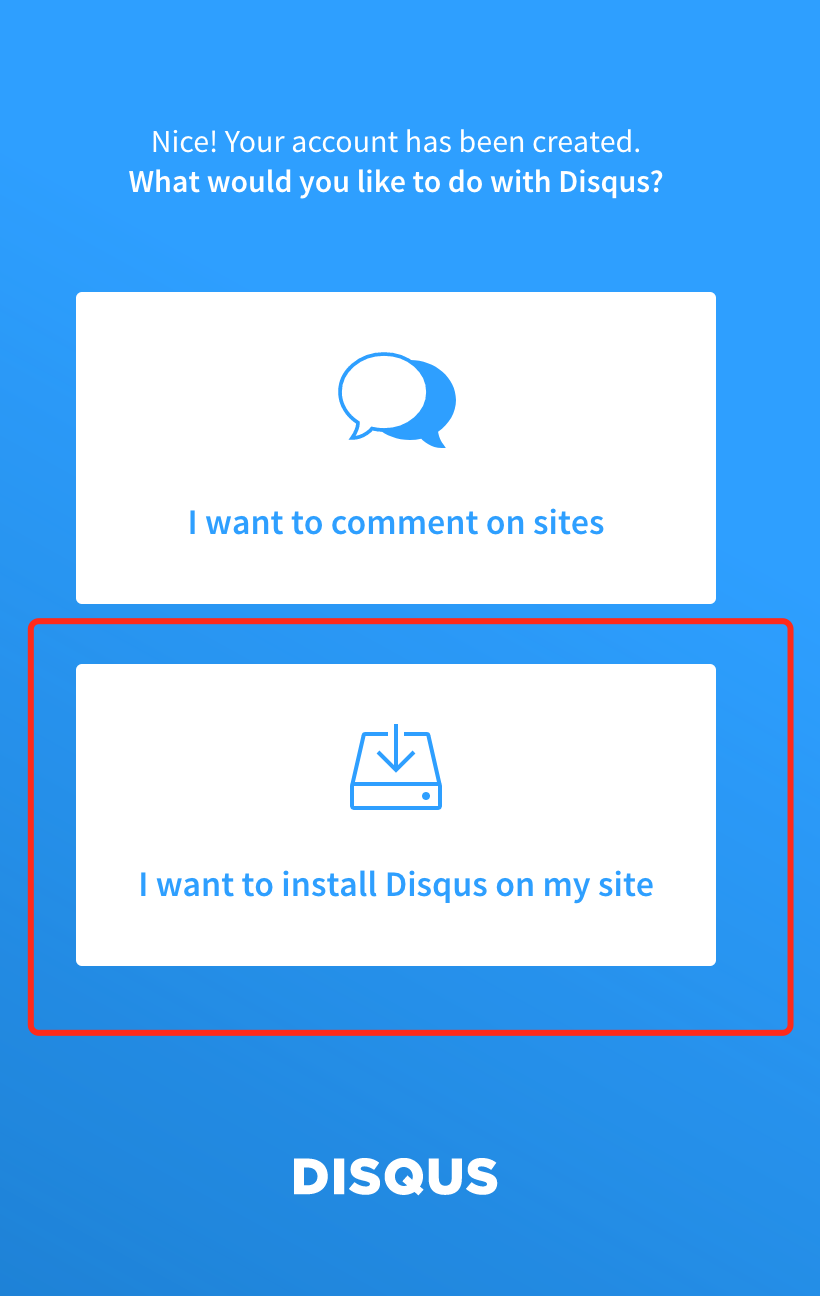 Nice! Your account has been created.
What would you like to do with Disqus?
I want to comment on sites
I want to install Disqus on my site
DISQUS